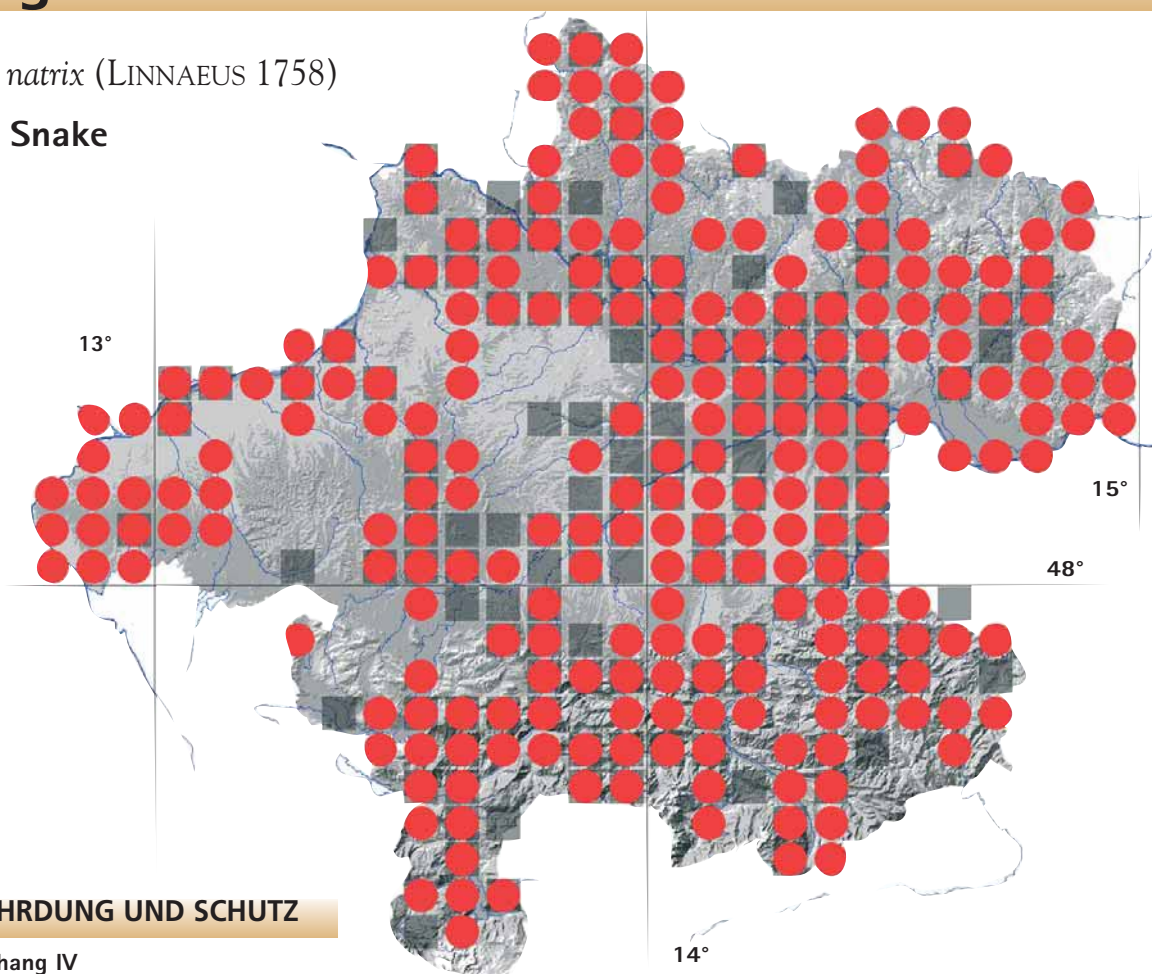 natrix (LINNAEUS 1758)
Snake
13°
15°
48°
HRDUNG UND SCHUTZ
hang IV
14°